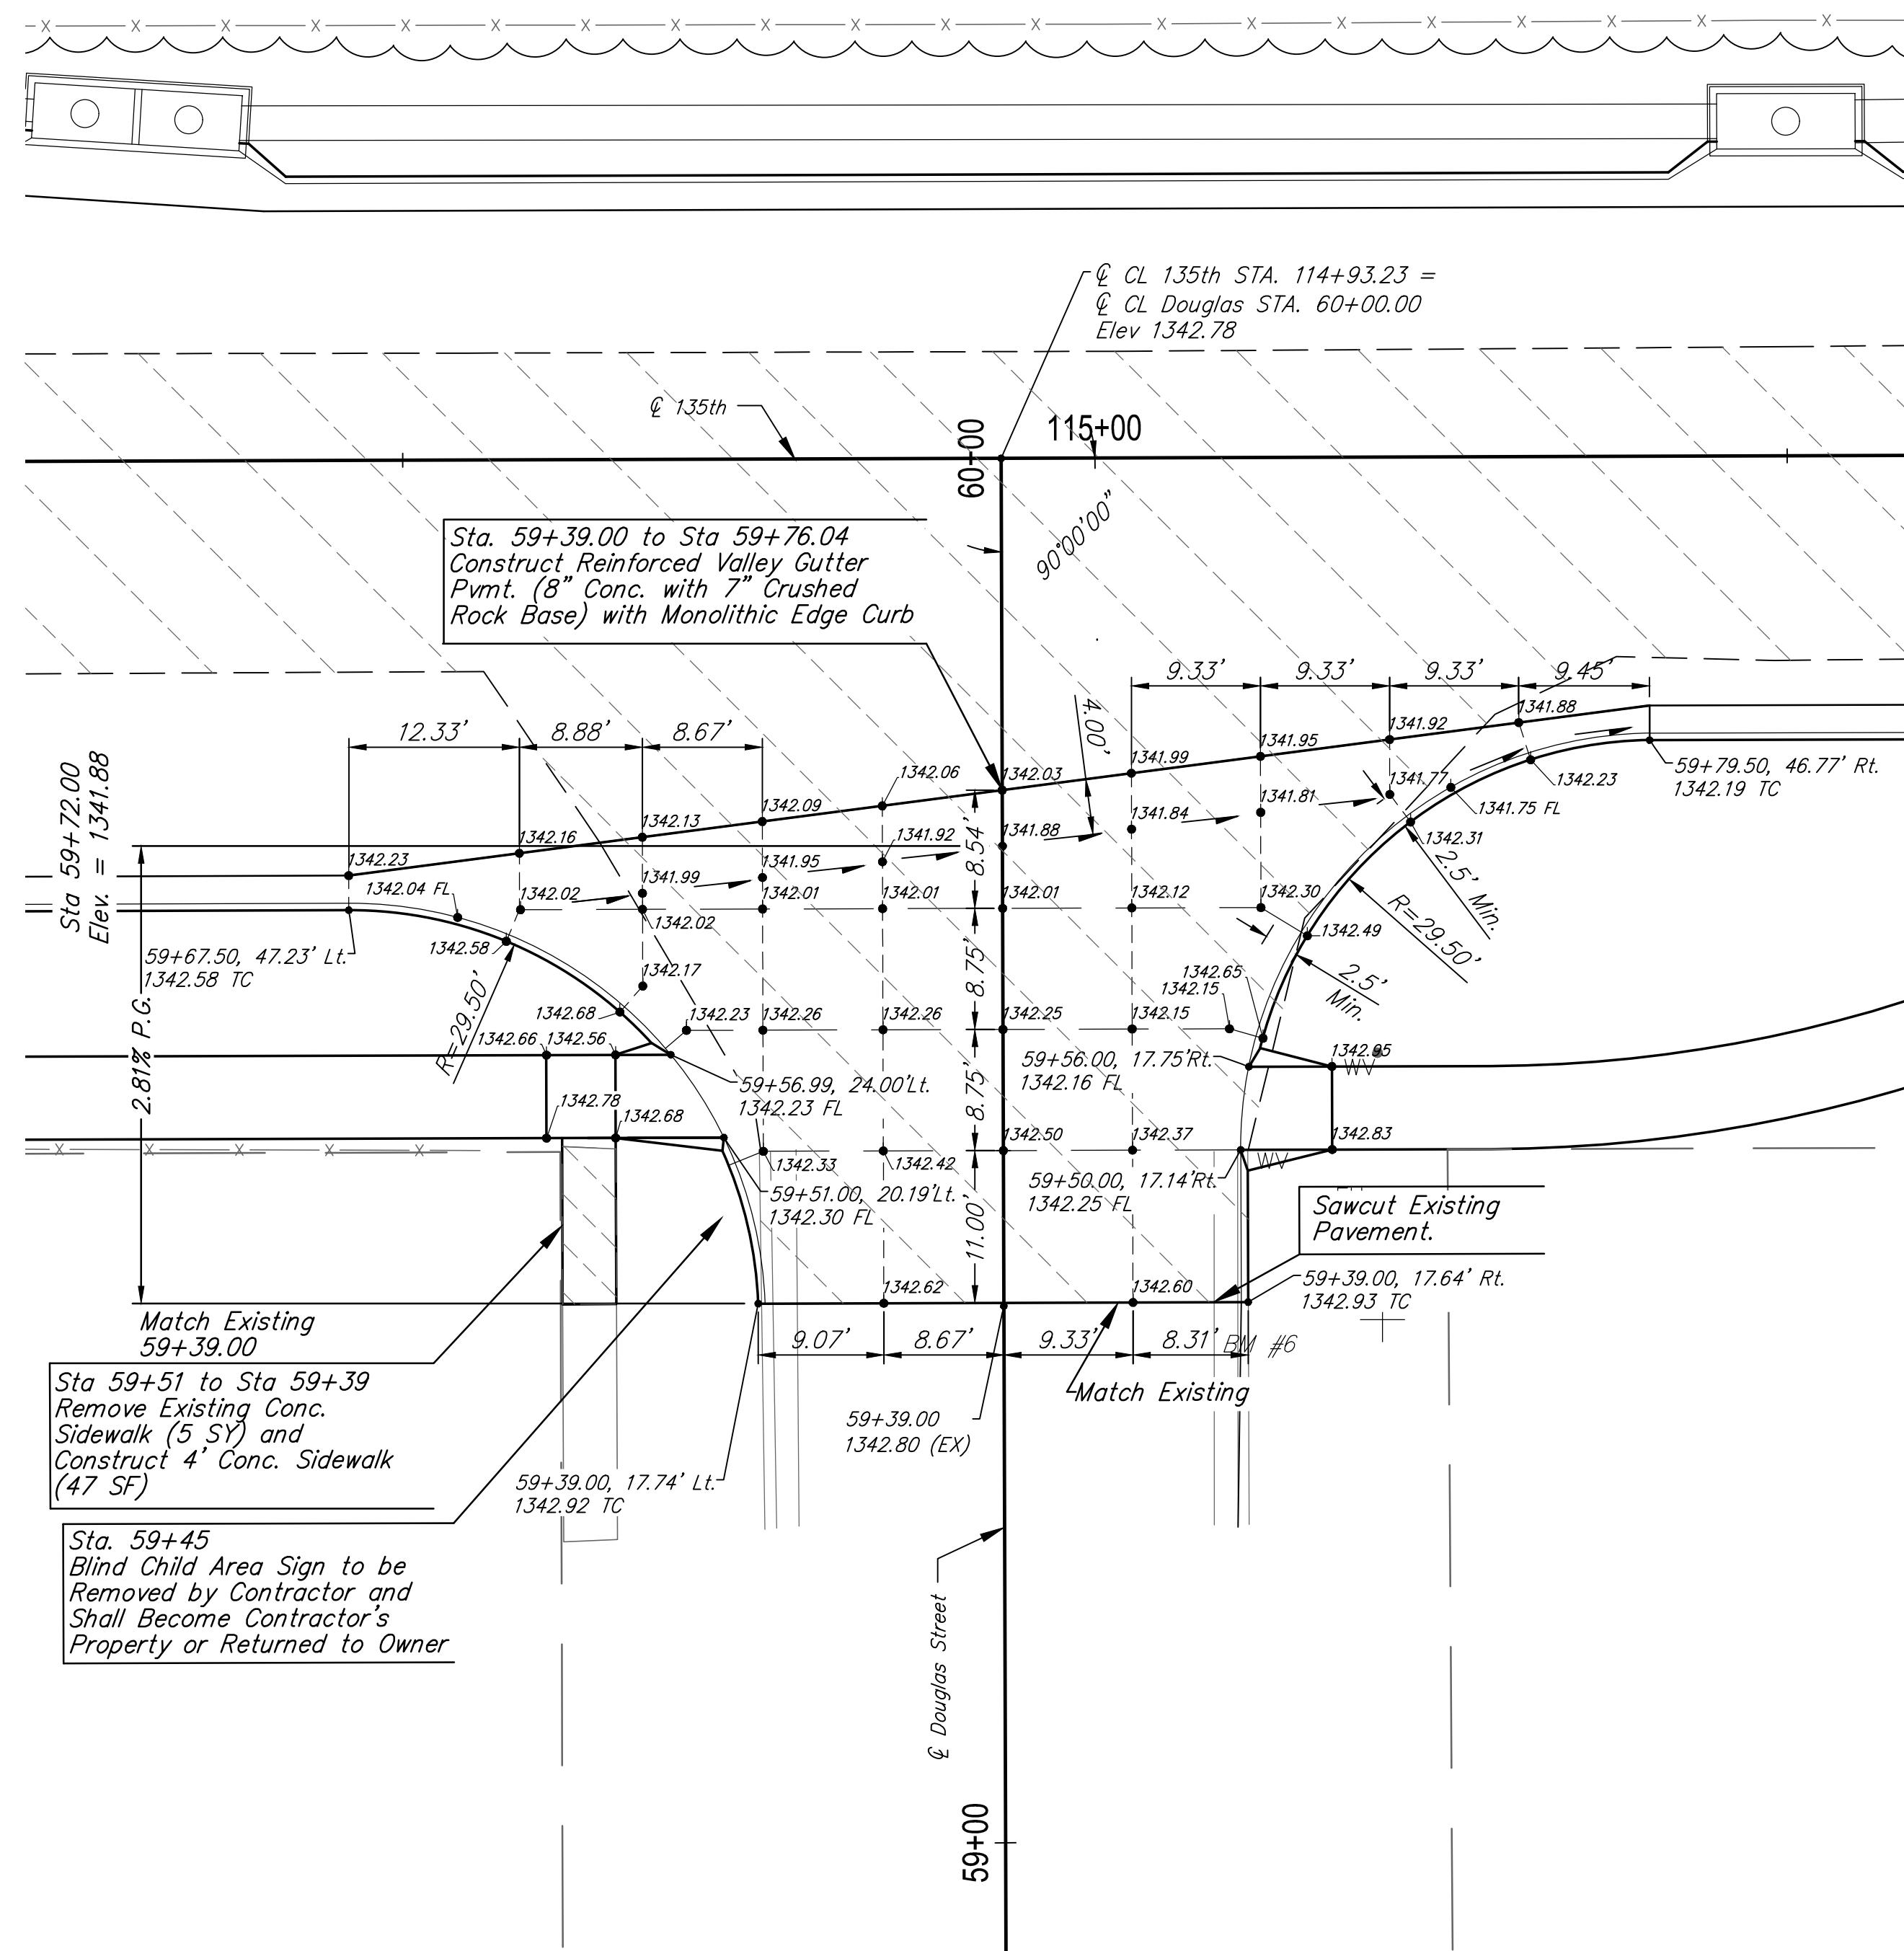 ℄ CL 135th STA. 114+93.23 =
℄ CL Douglas STA. 60+00.00
Elev 1342.78
℄ 135th
60+00
115+00
90°00'00"
Sta. 59+39.00 to Sta 59+76.04
Construct Reinforced Valley Gutter
Pvmt. (8" Conc. with 7" Crushed
Rock Base) with Monolithic Edge Curb
9.33' 9.33' 9.33' 9.45'
12.33' 8.88' 8.67'
4.00'
1341.88
1341.92
1341.95
1341.99
1342.03
1342.06
1342.09
1342.13
1342.16
1342.23
Sta 59+72.00
Elev. = 1341.88
59+79.50, 46.77' Rt.
1342.19 TC
1342.23
1341.77
1341.75 FL
1341.81
1341.84
1341.88
1341.92
1341.95
1341.99
1342.31
2.5' Min.
8.54'
1342.04 FL
1342.02
1342.02
1342.01
1342.01
1342.01
1342.12
1342.30
1342.49
R=29.50'
1342.58
59+67.50, 47.23' Lt.
1342.58 TC
1342.17
8.75'
1342.65
1342.15
2.5'
Min.
2.81% P.G.
R=29.50'
1342.68
1342.23
1342.26
1342.26
1342.25
1342.15
1342.66
1342.56
1342.95
WV
59+56.00, 17.75'Rt.
1342.16 FL
59+56.99, 24.00'Lt.
1342.23 FL
8.75'
1342.78
1342.68
1342.50
1342.37
1342.83
1342.33
1342.42
WV
59+50.00, 17.14'Rt.
1342.25 FL
59+51.00, 20.19'Lt.
1342.30 FL
11.00'
Sawcut Existing
Pavement.
1342.62
1342.60
59+39.00, 17.64' Rt.
1342.93 TC
Match Existing
59+39.00
9.07' 8.67' 9.33' 8.31'
BM #6
Match Existing
Sta 59+51 to Sta 59+39
Remove Existing Conc.
Sidewalk (5 SY) and
Construct 4' Conc. Sidewalk
(47 SF)
59+39.00
1342.80 (EX)
59+39.00, 17.74' Lt.
1342.92 TC
Sta. 59+45
Blind Child Area Sign to be
Removed by Contractor and
Shall Become Contractor's
Property or Returned to Owner
℄ Douglas Street
59+00